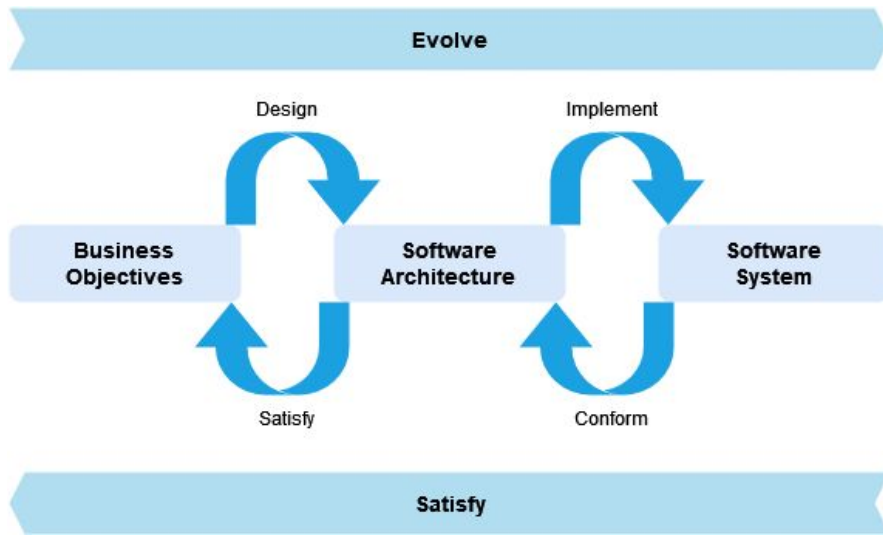 Evolve
Design
Implement
Business
Objectives
Software
Architecture
Software
System
Satisfy
Conform
Satisfy